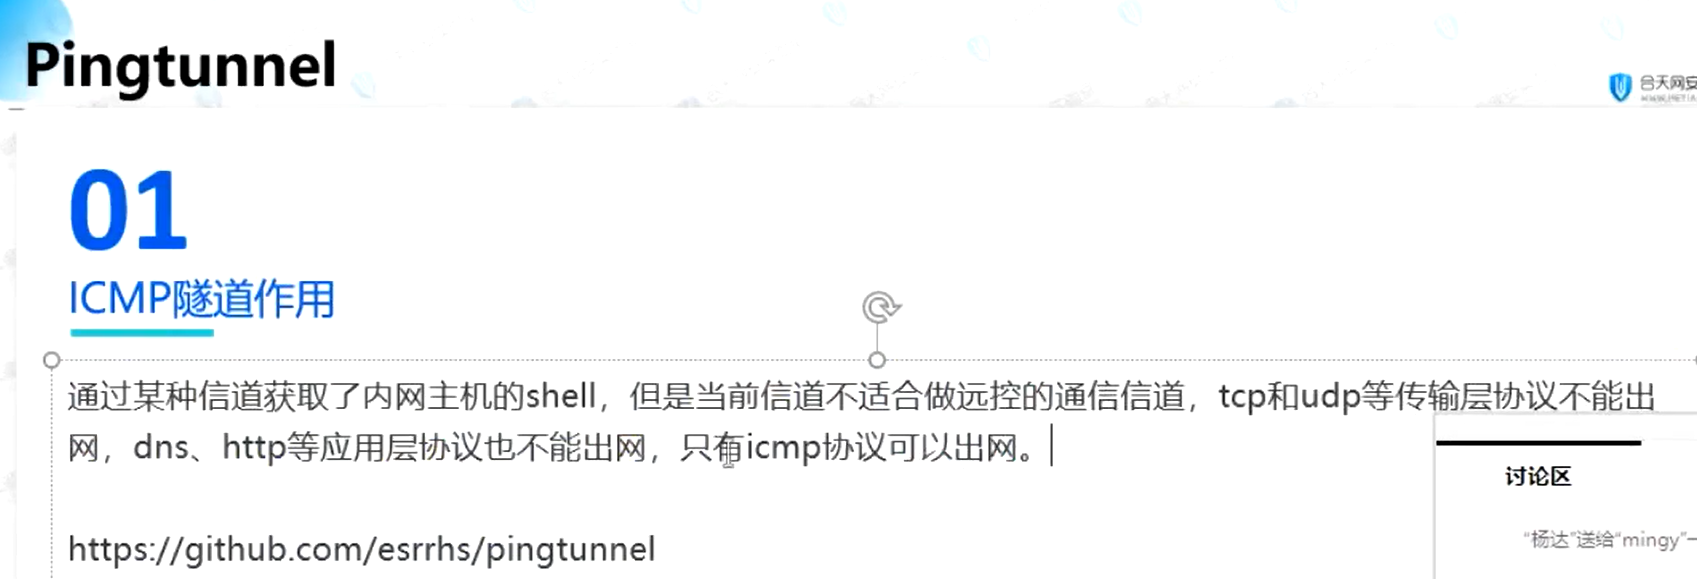 Pingtunnel
合天网安
01
ICMP隧道作用
通过某种信道获取了内网主机的shell，但是当前信道不适合做远控的通信信道，tcp和udp等传输层协议不能出
网，dns、http等应用层协议也不能出网，只有icmp协议可以出网。
讨论区
“杨达”送给“mingy”一
https://github.com/esrrhs/pingtunnel